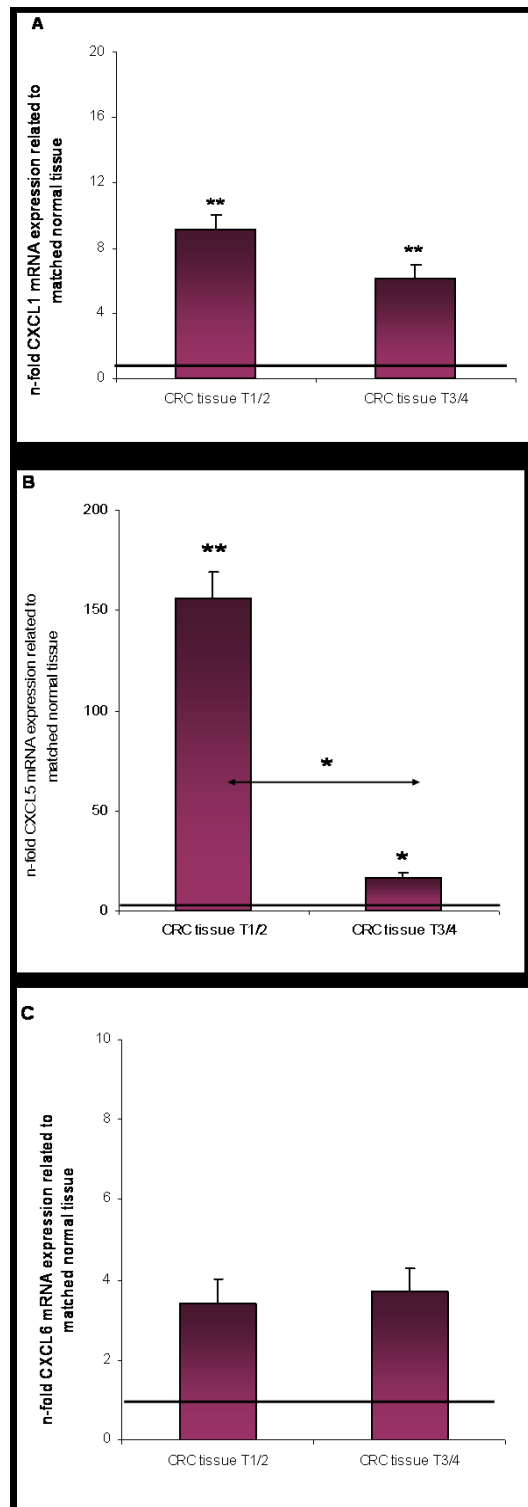 A
n-fold CXCL1 mRNA expression related to
matched normal tissue
20
16
12
8
4
0
**
**
CRC tissue T1/2
CRC tissue T3/4
B
n-fold CXCL5 mRNA expression related to
matched normal tissue
200
150
100
50
0
**
*
*
CRC tissue T1/2
CRC tissue T3/4
C
n-fold CXCL6 mRNA expression related to
matched normal tissue
10
8
6
4
2
0
CRC tissue T1/2
CRC tissue T3/4